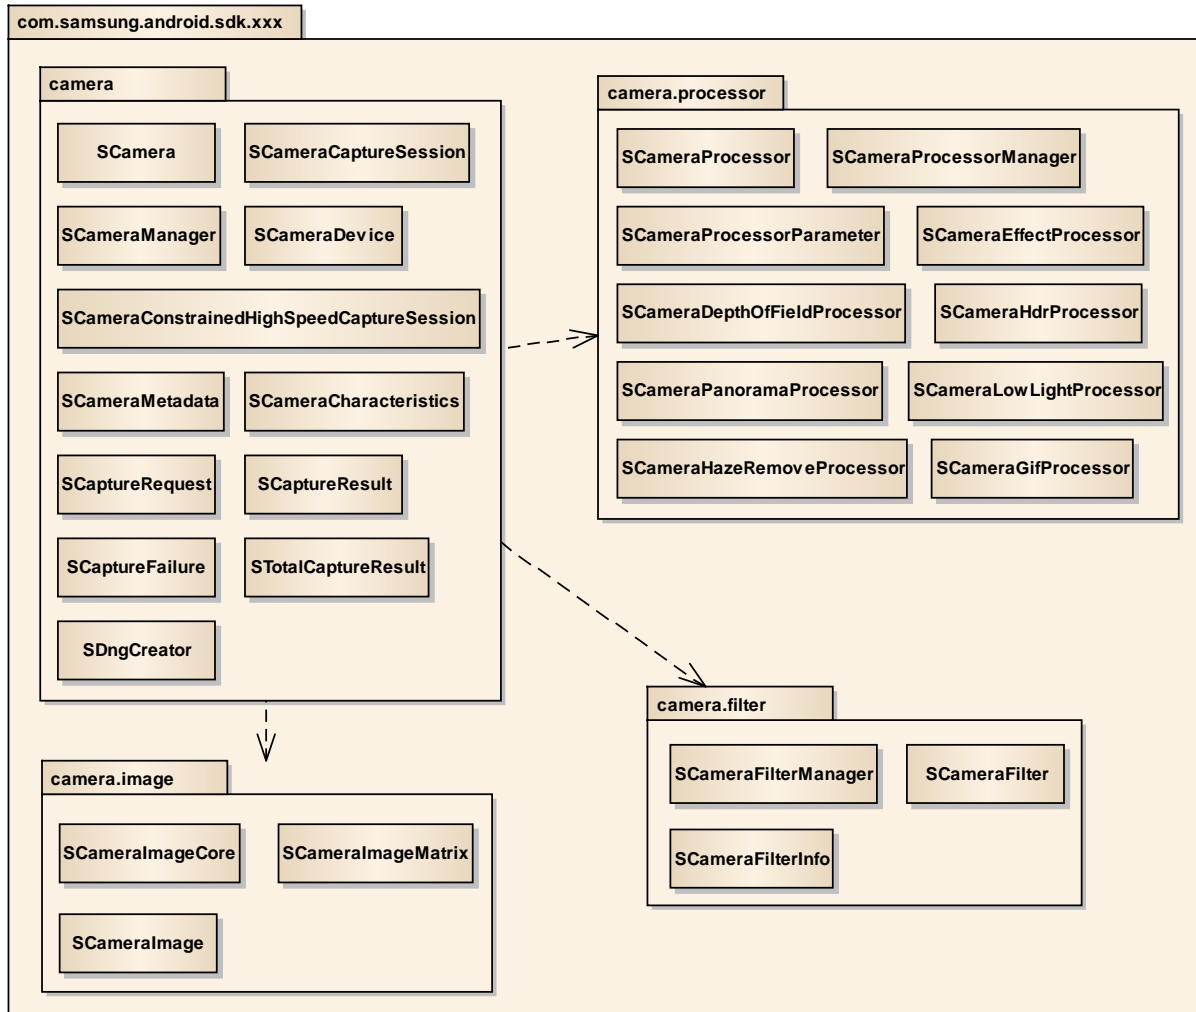 com.samsung.android.sdk.xxx
camera
SCamera
SCameraCaptureSession
SCameraManager
SCameraDevice
SCameraConstrainedHighSpeedCaptureSession
SCameraMetadata
SCameraCharacteristics
SCaptureRequest
SCaptureResult
SCaptureFailure
STotalCaptureResult
SDngCreator
camera.processor
SCameraProcessor
SCameraProcessorManager
SCameraProcessorParameter
SCameraEffectProcessor
SCameraDepthOfFieldProcessor
SCameraHdrProcessor
SCameraPanoramaProcessor
SCameraLowLightProcessor
SCameraHazeRemoveProcessor
SCameraGifProcessor
camera.image
SCameraImageCore
SCameraImageMatrix
SCameraImage
camera.filter
SCameraFilterManager
SCameraFilter
SCameraFilterInfo